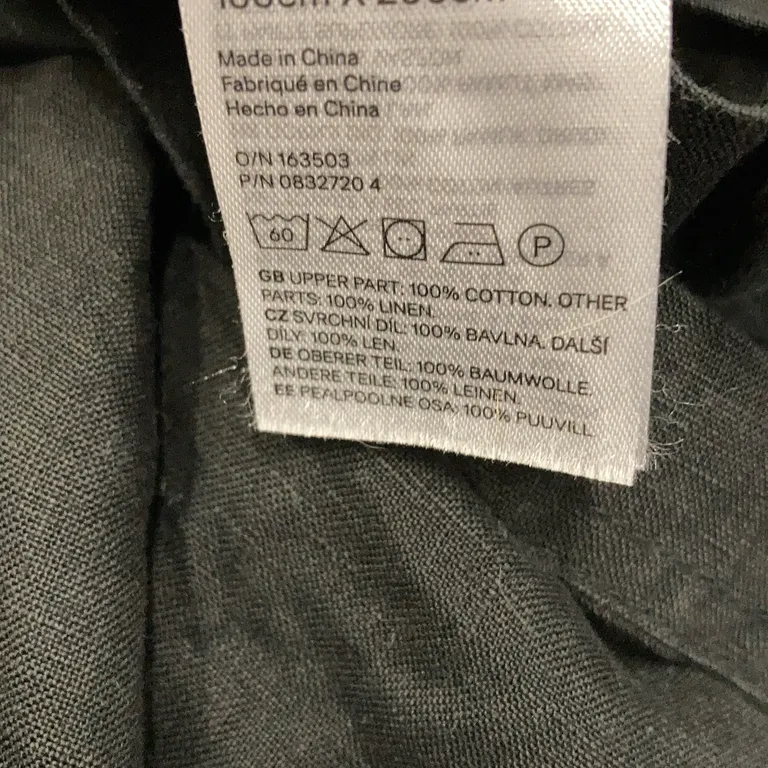 Made in China
Fabriqué en Chine
Hecho en China
O/N 163503
P/N 0832720 4
60 P
GB UPPER PART: 100% COTTON. OTHER
PARTS: 100% LINEN.
CZ SVRCHNÍ DÍL: 100% BAVLNA. DALŠÍ
DÍLY: 100% LEN.
DE OBERER TEIL: 100% BAUMWOLLE.
ANDERE TEILE: 100% LEINEN.
EE PEALPOOLNE OSA: 100% PUUVILL.